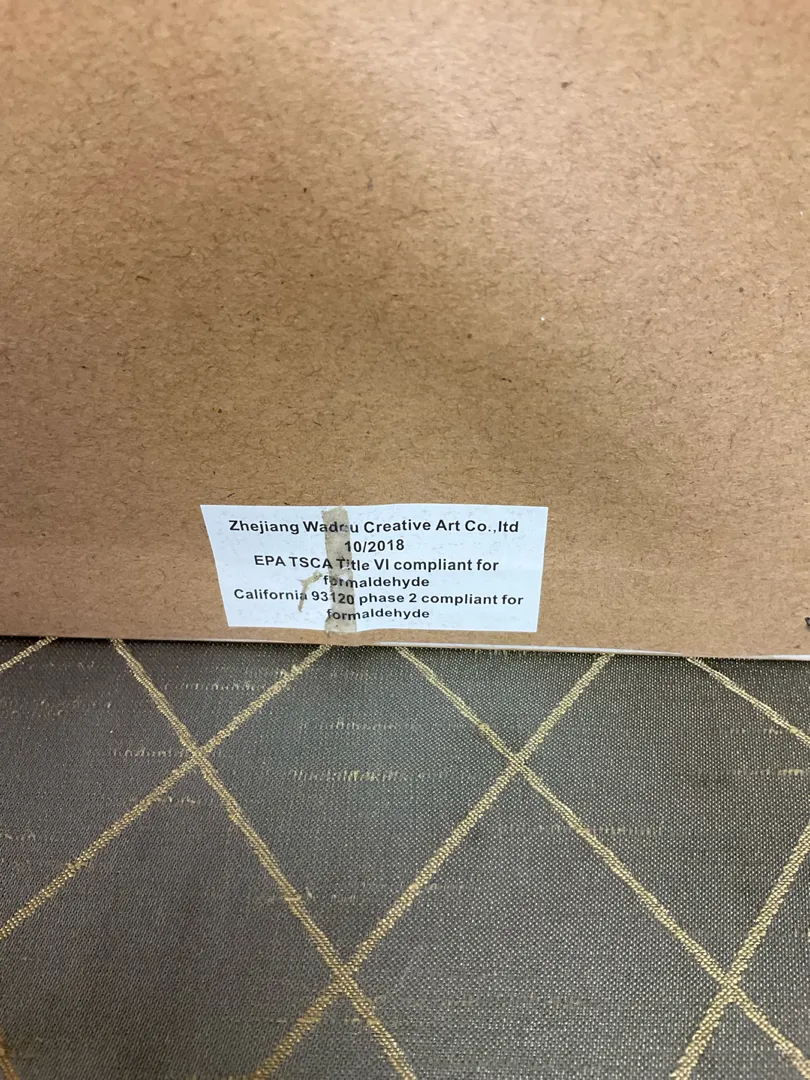 Zhejiang Wadou Creative Art Co.,ltd
10/2018
EPA TSCA Title VI compliant for
formaldehyde
California 93120 phase 2 compliant for
formaldehyde